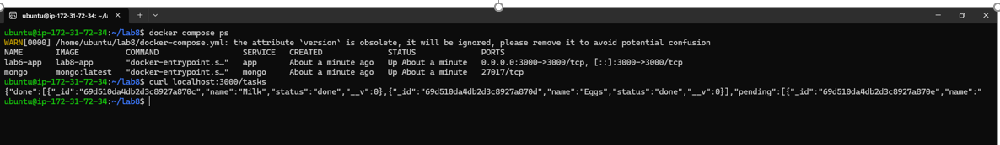 ubuntu@ip-172-31-72-34: ~/la
ubuntu@ip-172-31-72-34:~/lab8$ docker compose ps
WARN[0000] /home/ubuntu/lab8/docker-compose.yml: the attribute `version` is obsolete, it will be ignored, please remove it to avoid potential confusion
NAME IMAGE COMMAND SERVICE CREATED STATUS PORTS
lab6-app lab8-app "docker-entrypoint.s…" app About a minute ago Up About a minute 0.0.0.0:3000->3000/tcp, [::]:3000->3000/tcp
mongo mongo:latest "docker-entrypoint.s…" mongo About a minute ago Up About a minute 27017/tcp
ubuntu@ip-172-31-72-34:~/lab8$ curl localhost:3000/tasks
{"done":[{"_id":"69d510da4db2d3c8927a870c","name":"Milk","status":"done","__v":0},{"_id":"69d510da4db2d3c8927a870d","name":"Eggs","status":"done","__v":0}],"pending":[{"_id":"69d510da4db2d3c8927a870e","name":"
ubuntu@ip-172-31-72-34:~/lab8$